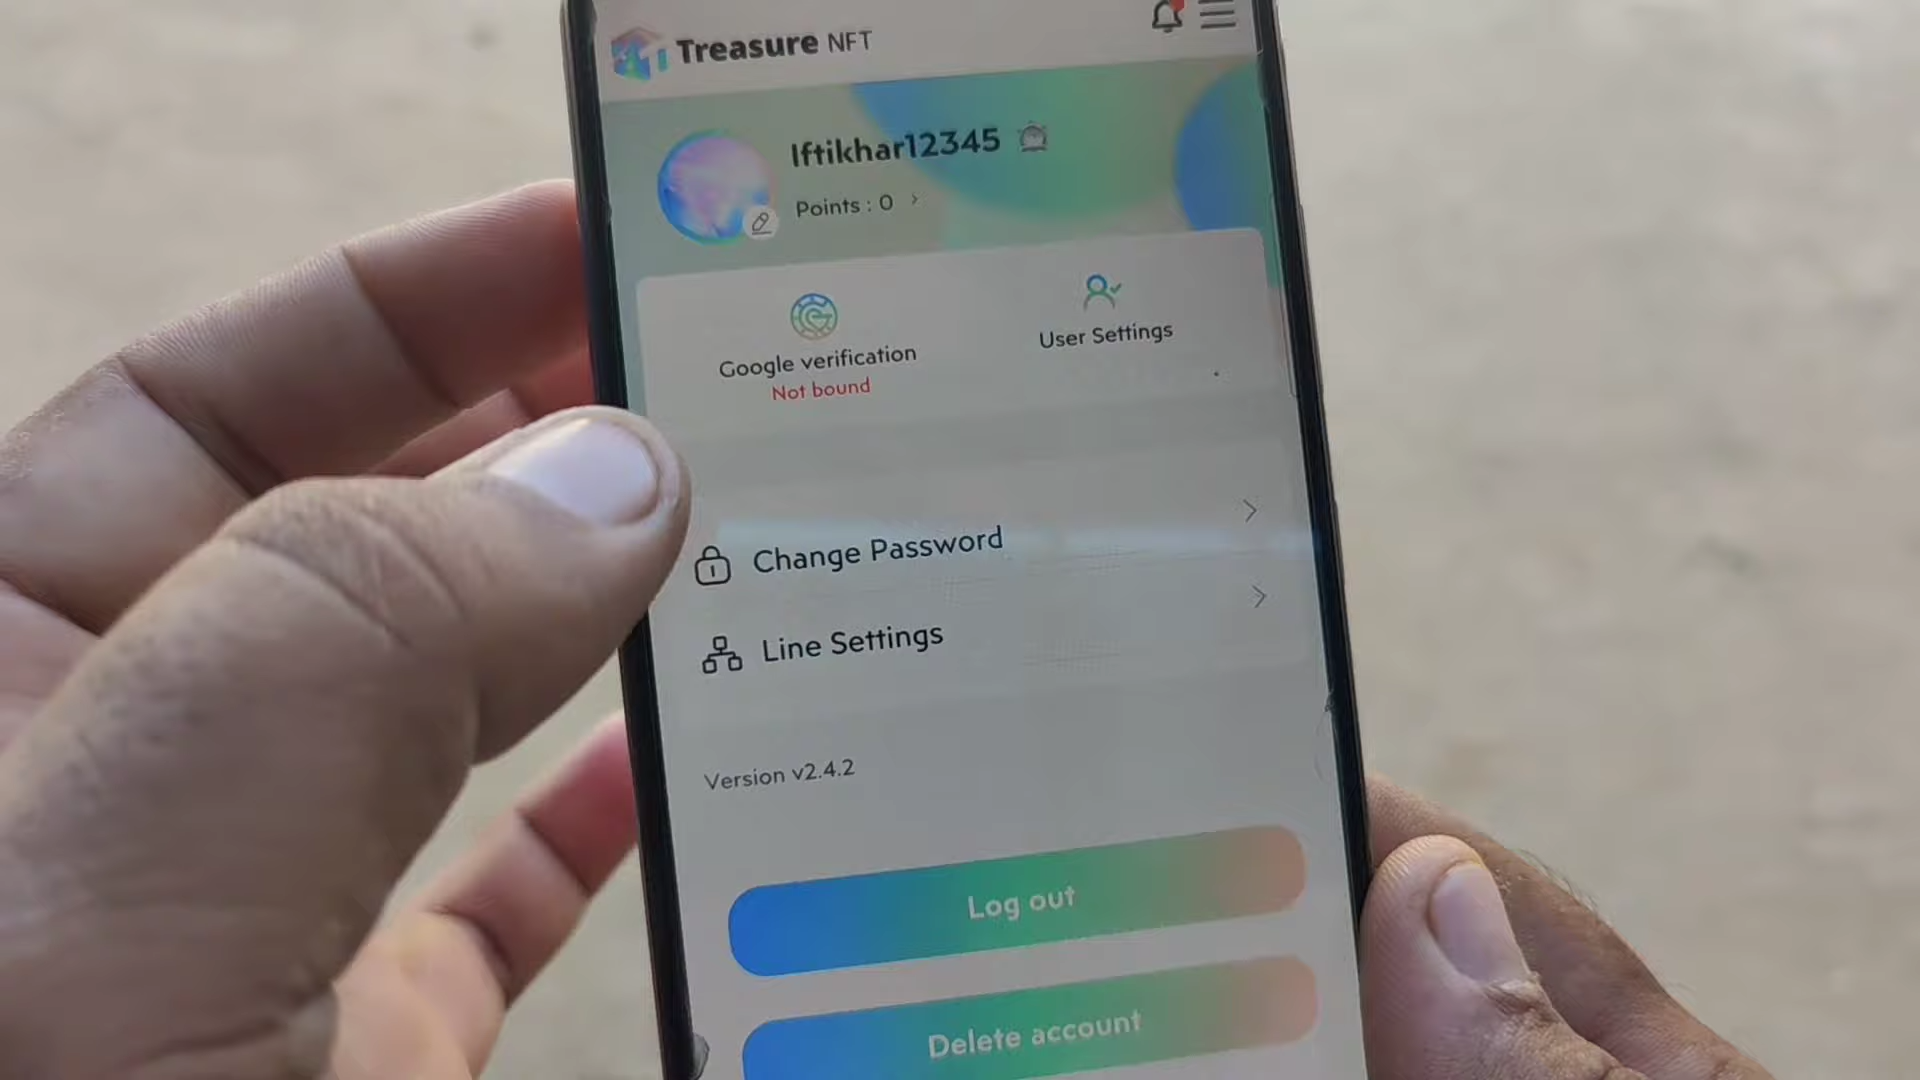 Treasure NFT
Iftikhar12345
Points : 0
Google verification
Not bound
User Settings
Change Password
Line Settings
Version v2.4.2
Log out
Delete account